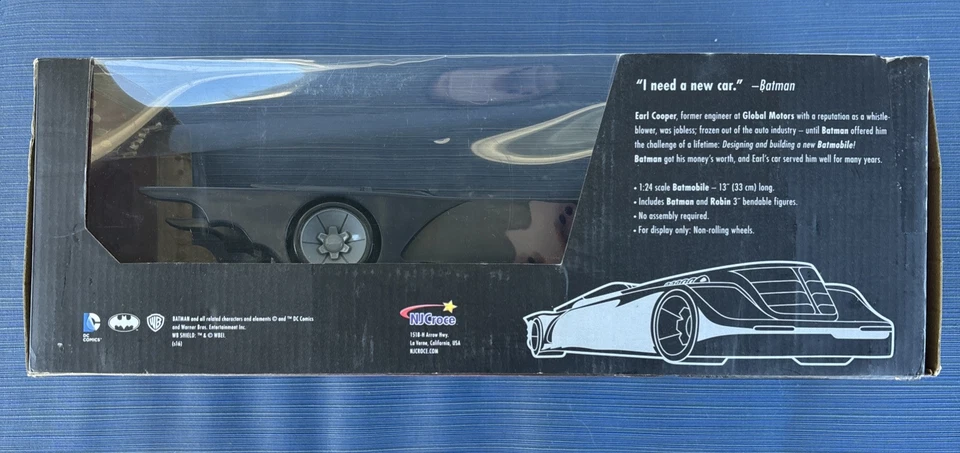 “I need a new car.” —Batman
Earl Cooper, former engineer at Global Motors with a reputation as a whistle-
blower, was jobless; frozen out of the auto industry – until Batman offered him
the challenge of a lifetime: Designing and building a new Batmobile!
Batman got his money's worth, and Earl's car served him well for many years.
• 1:24 scale Batmobile – 13" (33 cm) long.
• Includes Batman and Robin 3" bendable figures.
• No assembly required.
• For display only: Non-rolling wheels.
DC
COMICS™
WB
BATMAN and all related characters and elements © and ™ DC Comics
and Warner Bros. Entertainment Inc.
WB SHIELD: ™ & © WBEI.
(s16)
NJCroce
1518-H Arrow Hwy.
La Verne, California, USA
NJCROCE.COM